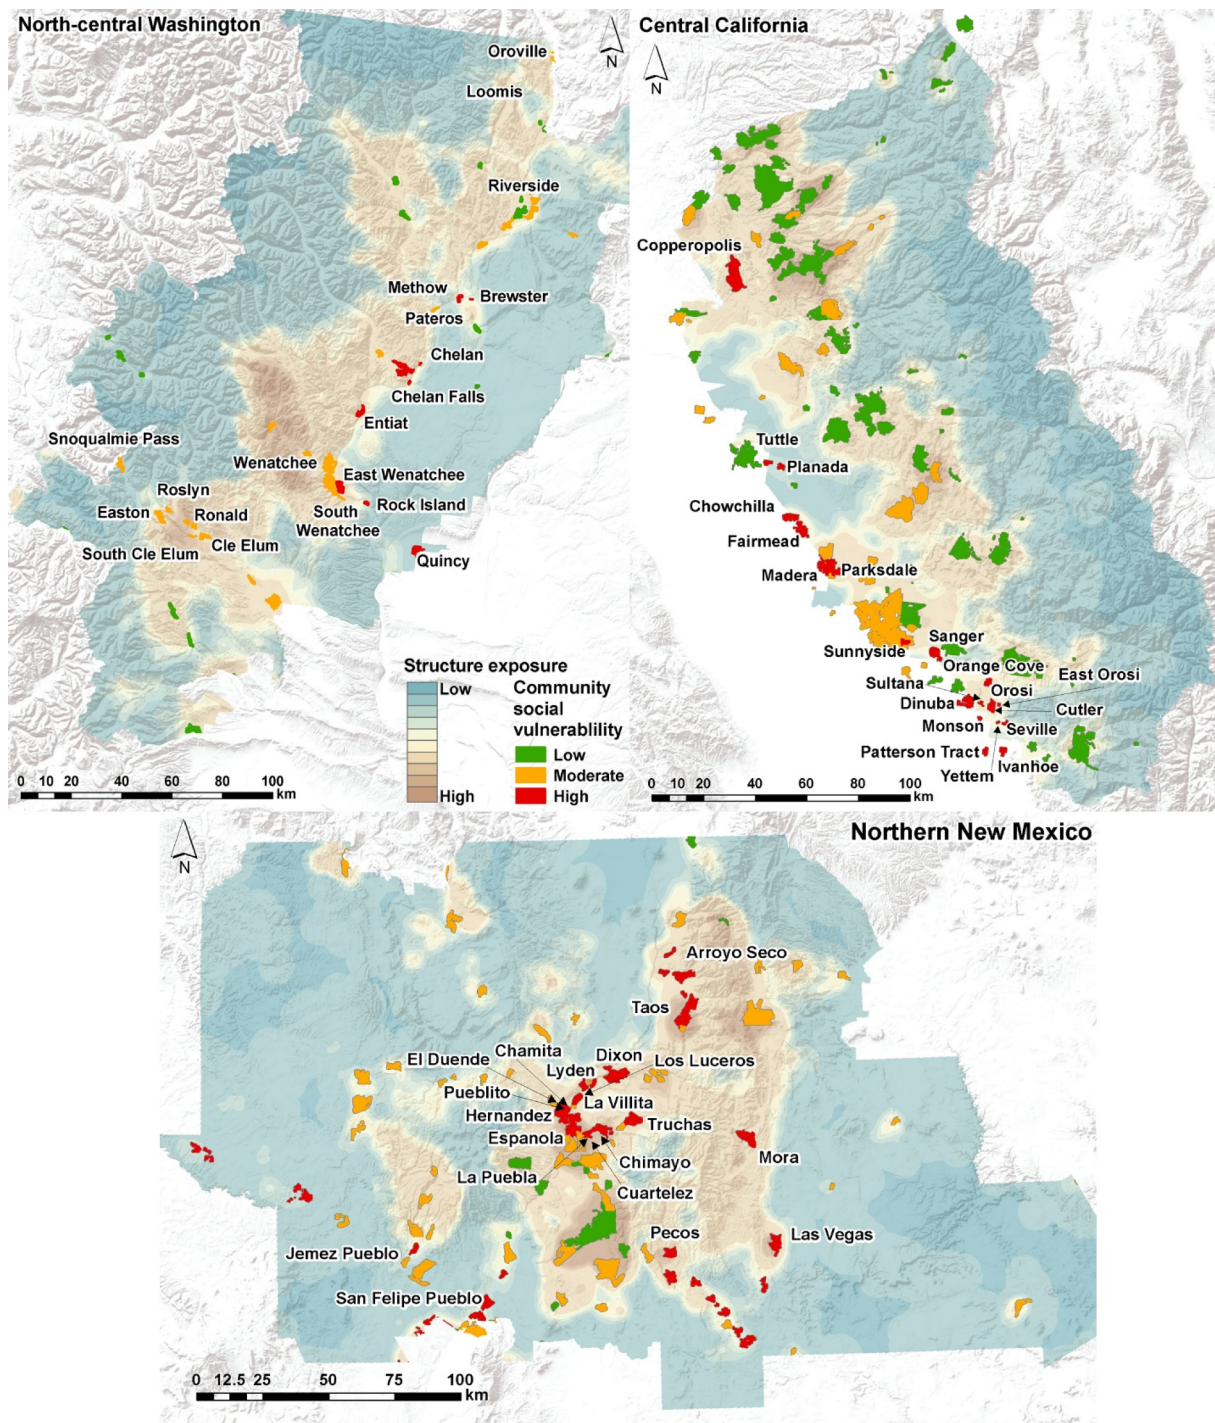 North-central Washington
N
Oroville
Loomis
Riverside
Methow
Brewster
Pateros
Chelan
Chelan Falls
Entiat
Snoqualmie Pass
Wenatchee
East Wenatchee
Roslyn
Easton
Ronald
South
Wenatchee
Rock Island
South Cle Elum
Cle Elum
Quincy
Structure exposure
Low
High
Community
social
vulnerablility
Low
Moderate
High
0 10 20 40 60 80 100
km
Central California
N
Copperopolis
Tuttle
Planada
Chowchilla
Fairmead
Madera
Parksdale
Sunnyside
Sanger
Orange Cove
Sultana
Orosi
East Orosi
Dinuba
Cutler
Monson
Seville
Patterson Tract
Ivanhoe
Yettem
0 10 20 40 60 80 100
km
Northern New Mexico
N
Arroyo Seco
Taos
Chamita
Dixon
El Duende
Los Luceros
Lyden
Pueblito
La Villita
Hernandez
Truchas
Espanola
Chimayo
Mora
La Puebla
Cuartelez
Pecos
Las Vegas
Jemez Pueblo
San Felipe Pueblo
0 12.5 25 50 75 100
km